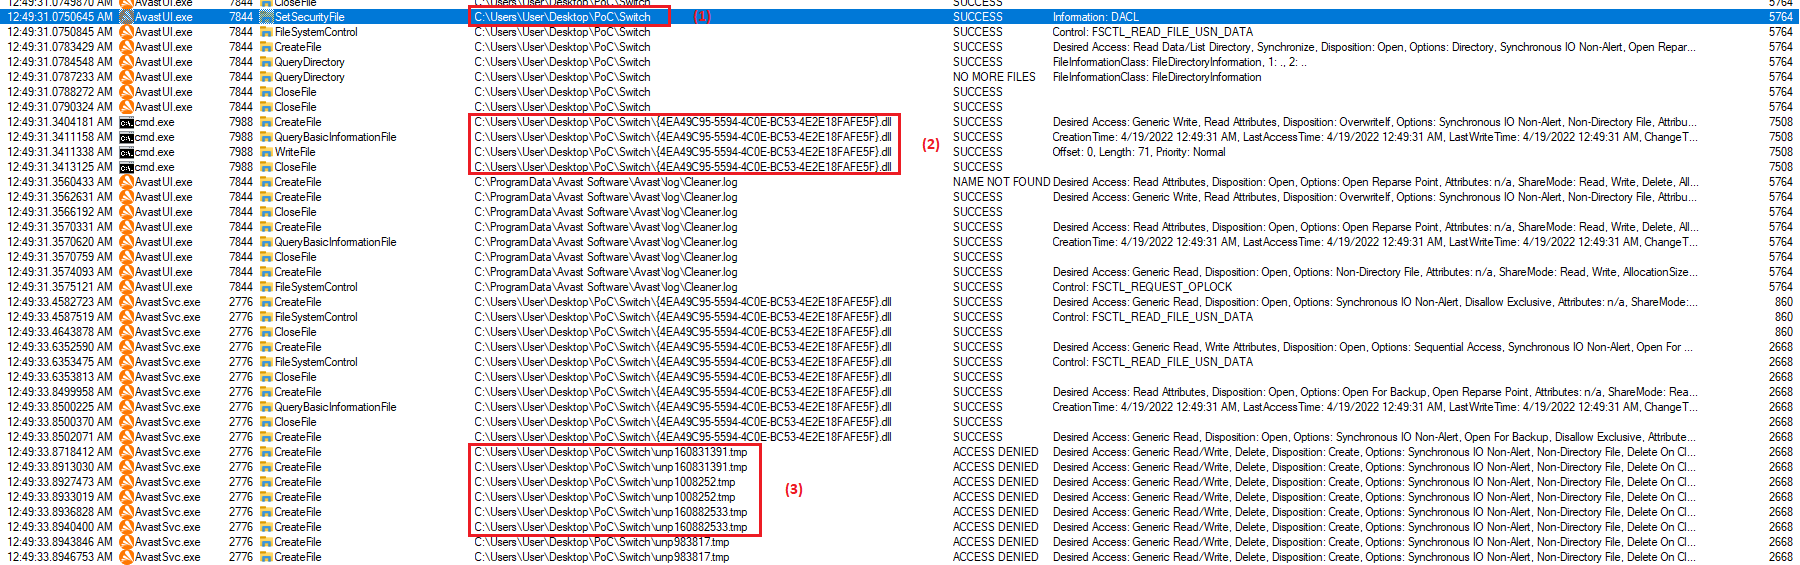 12:49:31.0749870 AM AvastUI.exe 7844 CloseFile C:\Users\User\Desktop\PoC\Switch SUCCESS 5764
12:49:31.0750645 AM AvastUI.exe 7844 SetSecurityFile C:\Users\User\Desktop\PoC\Switch (1) SUCCESS Information: DACL 5764
12:49:31.0750845 AM AvastUI.exe 7844 FileSystemControl C:\Users\User\Desktop\PoC\Switch SUCCESS Control: FSCTL_READ_FILE_USN_DATA 5764
12:49:31.0783429 AM AvastUI.exe 7844 CreateFile C:\Users\User\Desktop\PoC\Switch SUCCESS Desired Access: Read Data/List Directory, Synchronize, Disposition: Open, Options: Directory, Synchronous IO Non-Alert, Open Repar... 5764
12:49:31.0784548 AM AvastUI.exe 7844 QueryDirectory C:\Users\User\Desktop\PoC\Switch SUCCESS FileInformationClass: FileDirectoryInformation, 1: ., 2: .. 5764
12:49:31.0787233 AM AvastUI.exe 7844 QueryDirectory C:\Users\User\Desktop\PoC\Switch NO MORE FILES FileInformationClass: FileDirectoryInformation 5764
12:49:31.0788272 AM AvastUI.exe 7844 CloseFile C:\Users\User\Desktop\PoC\Switch SUCCESS 5764
12:49:31.0790324 AM AvastUI.exe 7844 CloseFile C:\Users\User\Desktop\PoC\Switch SUCCESS 5764
12:49:31.3404181 AM cmd.exe 7988 CreateFile C:\Users\User\Desktop\PoC\Switch\{4EA49C95-5594-4C0E-BC53-4E2E18FAFE5F}.dll SUCCESS Desired Access: Generic Write, Read Attributes, Disposition: OverwriteIf, Options: Synchronous IO Non-Alert, Non-Directory File, Attribu... 7508
12:49:31.3411158 AM cmd.exe 7988 QueryBasicInformationFile C:\Users\User\Desktop\PoC\Switch\{4EA49C95-5594-4C0E-BC53-4E2E18FAFE5F}.dll SUCCESS CreationTime: 4/19/2022 12:49:31 AM, LastAccessTime: 4/19/2022 12:49:31 AM, LastWriteTime: 4/19/2022 12:49:31 AM, ChangeT... 7508
(2)
12:49:31.3411338 AM cmd.exe 7988 WriteFile C:\Users\User\Desktop\PoC\Switch\{4EA49C95-5594-4C0E-BC53-4E2E18FAFE5F}.dll SUCCESS Offset: 0, Length: 71, Priority: Normal 7508
12:49:31.3413125 AM cmd.exe 7988 CloseFile C:\Users\User\Desktop\PoC\Switch\{4EA49C95-5594-4C0E-BC53-4E2E18FAFE5F}.dll SUCCESS 7508
12:49:31.3560433 AM AvastUI.exe 7844 CreateFile C:\ProgramData\Avast Software\Avast\log\Cleaner.log NAME NOT FOUND Desired Access: Read Attributes, Disposition: Open, Options: Open Reparse Point, Attributes: n/a, ShareMode: Read, Write, Delete, All... 5764
12:49:31.3562631 AM AvastUI.exe 7844 CreateFile C:\ProgramData\Avast Software\Avast\log\Cleaner.log SUCCESS Desired Access: Generic Write, Read Attributes, Disposition: OverwriteIf, Options: Synchronous IO Non-Alert, Non-Directory File, Attribu... 5764
12:49:31.3566192 AM AvastUI.exe 7844 CloseFile C:\ProgramData\Avast Software\Avast\log\Cleaner.log SUCCESS 5764
12:49:31.3570331 AM AvastUI.exe 7844 CreateFile C:\ProgramData\Avast Software\Avast\log\Cleaner.log SUCCESS Desired Access: Read Attributes, Disposition: Open, Options: Open Reparse Point, Attributes: n/a, ShareMode: Read, Write, Delete, All... 5764
12:49:31.3570620 AM AvastUI.exe 7844 QueryBasicInformationFile C:\ProgramData\Avast Software\Avast\log\Cleaner.log SUCCESS CreationTime: 4/19/2022 12:49:31 AM, LastAccessTime: 4/19/2022 12:49:31 AM, LastWriteTime: 4/19/2022 12:49:31 AM, ChangeT... 5764
12:49:31.3570759 AM AvastUI.exe 7844 CloseFile C:\ProgramData\Avast Software\Avast\log\Cleaner.log SUCCESS 5764
12:49:31.3574093 AM AvastUI.exe 7844 CreateFile C:\ProgramData\Avast Software\Avast\log\Cleaner.log SUCCESS Desired Access: Generic Read, Disposition: Open, Options: Non-Directory File, Attributes: n/a, ShareMode: Read, Write, AllocationSize... 5764
12:49:31.3575121 AM AvastUI.exe 7844 FileSystemControl C:\ProgramData\Avast Software\Avast\log\Cleaner.log SUCCESS Control: FSCTL_REQUEST_OPLOCK 5764
12:49:33.4582723 AM AvastSvc.exe 2776 CreateFile C:\Users\User\Desktop\PoC\Switch\{4EA49C95-5594-4C0E-BC53-4E2E18FAFE5F}.dll SUCCESS Desired Access: Generic Read, Disposition: Open, Options: Synchronous IO Non-Alert, Disallow Exclusive, Attributes: n/a, ShareMode:... 860
12:49:33.4587519 AM AvastSvc.exe 2776 FileSystemControl C:\Users\User\Desktop\PoC\Switch\{4EA49C95-5594-4C0E-BC53-4E2E18FAFE5F}.dll SUCCESS Control: FSCTL_READ_FILE_USN_DATA 860
12:49:33.4643878 AM AvastSvc.exe 2776 CloseFile C:\Users\User\Desktop\PoC\Switch\{4EA49C95-5594-4C0E-BC53-4E2E18FAFE5F}.dll SUCCESS 860
12:49:33.6352590 AM AvastSvc.exe 2776 CreateFile C:\Users\User\Desktop\PoC\Switch\{4EA49C95-5594-4C0E-BC53-4E2E18FAFE5F}.dll SUCCESS Desired Access: Generic Read, Write Attributes, Disposition: Open, Options: Sequential Access, Synchronous IO Non-Alert, Open For ... 2668
12:49:33.6353475 AM AvastSvc.exe 2776 FileSystemControl C:\Users\User\Desktop\PoC\Switch\{4EA49C95-5594-4C0E-BC53-4E2E18FAFE5F}.dll SUCCESS Control: FSCTL_READ_FILE_USN_DATA 2668
12:49:33.6353813 AM AvastSvc.exe 2776 CloseFile C:\Users\User\Desktop\PoC\Switch\{4EA49C95-5594-4C0E-BC53-4E2E18FAFE5F}.dll SUCCESS 2668
12:49:33.8499958 AM AvastSvc.exe 2776 CreateFile C:\Users\User\Desktop\PoC\Switch\{4EA49C95-5594-4C0E-BC53-4E2E18FAFE5F}.dll SUCCESS Desired Access: Read Attributes, Disposition: Open, Options: Open For Backup, Open Reparse Point, Attributes: n/a, ShareMode: Rea... 2668
12:49:33.8500225 AM AvastSvc.exe 2776 QueryBasicInformationFile C:\Users\User\Desktop\PoC\Switch\{4EA49C95-5594-4C0E-BC53-4E2E18FAFE5F}.dll SUCCESS CreationTime: 4/19/2022 12:49:31 AM, LastAccessTime: 4/19/2022 12:49:31 AM, LastWriteTime: 4/19/2022 12:49:31 AM, ChangeT... 2668
12:49:33.8500370 AM AvastSvc.exe 2776 CloseFile C:\Users\User\Desktop\PoC\Switch\{4EA49C95-5594-4C0E-BC53-4E2E18FAFE5F}.dll SUCCESS 2668
12:49:33.8502071 AM AvastSvc.exe 2776 CreateFile C:\Users\User\Desktop\PoC\Switch\{4EA49C95-5594-4C0E-BC53-4E2E18FAFE5F}.dll SUCCESS Desired Access: Generic Read, Disposition: Open, Options: Synchronous IO Non-Alert, Open For Backup, Disallow Exclusive, Attribute... 2668
12:49:33.8718412 AM AvastSvc.exe 2776 CreateFile C:\Users\User\Desktop\PoC\Switch\unp160831391.tmp ACCESS DENIED Desired Access: Generic Read/Write, Delete, Disposition: Create, Options: Synchronous IO Non-Alert, Non-Directory File, Delete On Cl... 2668
12:49:33.8913030 AM AvastSvc.exe 2776 CreateFile C:\Users\User\Desktop\PoC\Switch\unp160831391.tmp ACCESS DENIED Desired Access: Generic Read/Write, Delete, Disposition: Create, Options: Synchronous IO Non-Alert, Non-Directory File, Delete On Cl... 2668
12:49:33.8927473 AM AvastSvc.exe 2776 CreateFile C:\Users\User\Desktop\PoC\Switch\unp1008252.tmp ACCESS DENIED Desired Access: Generic Read/Write, Delete, Disposition: Create, Options: Synchronous IO Non-Alert, Non-Directory File, Delete On Cl... 2668
(3)
12:49:33.8933019 AM AvastSvc.exe 2776 CreateFile C:\Users\User\Desktop\PoC\Switch\unp1008252.tmp ACCESS DENIED Desired Access: Generic Read/Write, Delete, Disposition: Create, Options: Synchronous IO Non-Alert, Non-Directory File, Delete On Cl... 2668
12:49:33.8936828 AM AvastSvc.exe 2776 CreateFile C:\Users\User\Desktop\PoC\Switch\unp160882533.tmp ACCESS DENIED Desired Access: Generic Read/Write, Delete, Disposition: Create, Options: Synchronous IO Non-Alert, Non-Directory File, Delete On Cl... 2668
12:49:33.8940400 AM AvastSvc.exe 2776 CreateFile C:\Users\User\Desktop\PoC\Switch\unp160882533.tmp ACCESS DENIED Desired Access: Generic Read/Write, Delete, Disposition: Create, Options: Synchronous IO Non-Alert, Non-Directory File, Delete On Cl... 2668
12:49:33.8943846 AM AvastSvc.exe 2776 CreateFile C:\Users\User\Desktop\PoC\Switch\unp983817.tmp ACCESS DENIED Desired Access: Generic Read/Write, Delete, Disposition: Create, Options: Synchronous IO Non-Alert, Non-Directory File, Delete On Cl... 2668
12:49:33.8946753 AM AvastSvc.exe 2776 CreateFile C:\Users\User\Desktop\PoC\Switch\unp983817.tmp ACCESS DENIED Desired Access: Generic Read/Write, Delete, Disposition: Create, Options: Synchronous IO Non-Alert, Non-Directory File, Delete On Cl... 2668